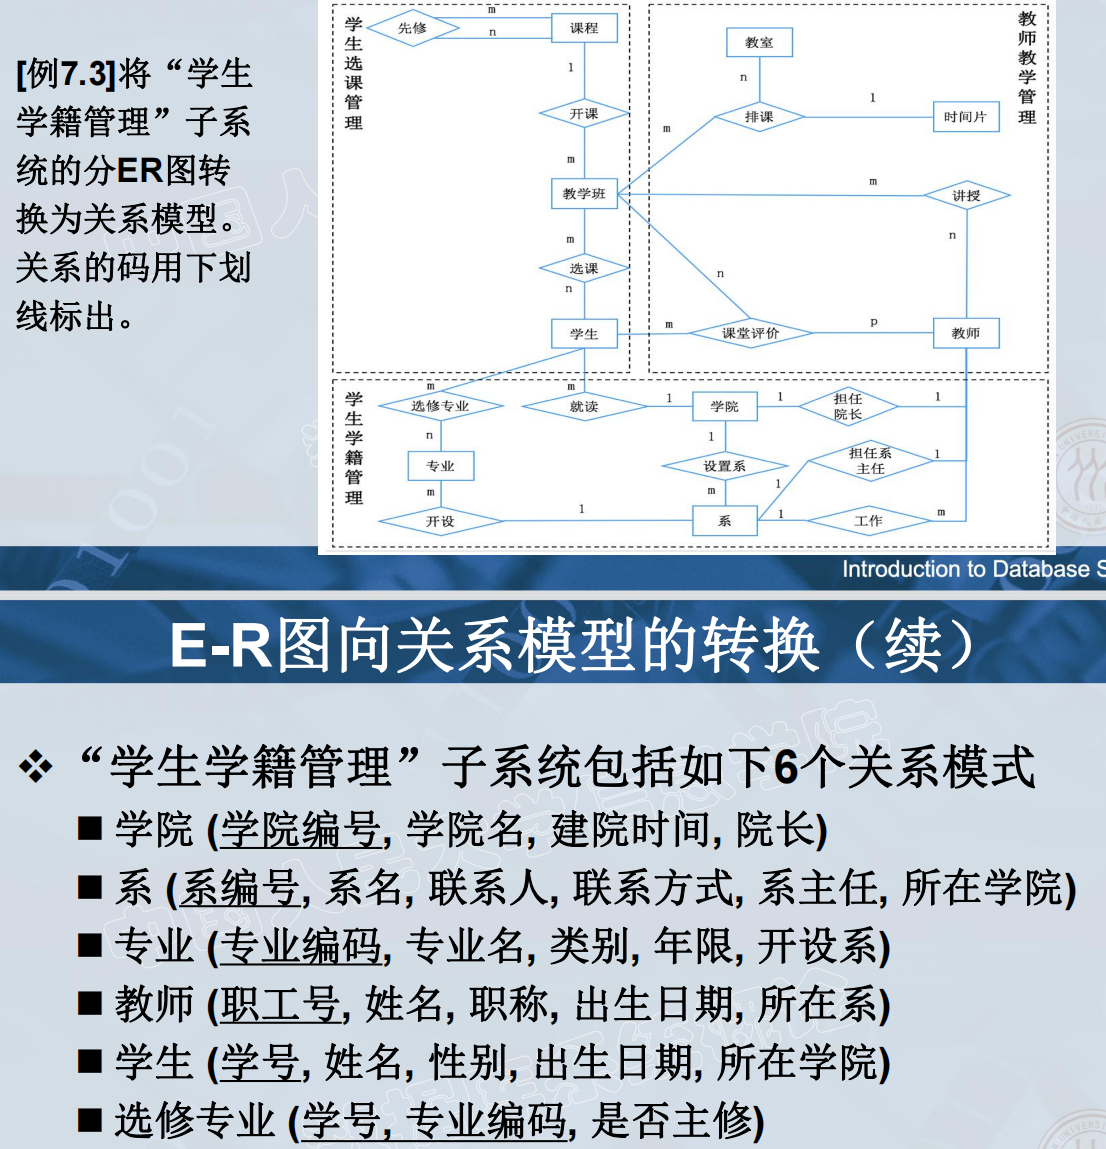 [例7.3]将“学生
学籍管理”子系
统的分ER图转
换为关系模型。
关系的码用下划
线标出。
学生选课管理
先修
m
n
课程
1
开课
m
教学班
m
选课
n
学生
教师教学管理
教室
n
排课
1
时间片
m
m
讲授
n
n
m
课堂评价
p
教师
学生学籍管理
m
选修专业
n
专业
m
开设
1
m
就读
1
学院
1
担任
院长
1
1
设置系
m
系
1
担任系
主任
1
1
工作
m
Introduction to Database S
E-R图向关系模型的转换（续）
“学生学籍管理”子系统包括如下6个关系模式
学院 (学院编号, 学院名, 建院时间, 院长)
系 (系编号, 系名, 联系人, 联系方式, 系主任, 所在学院)
专业 (专业编码, 专业名, 类别, 年限, 开设系)
教师 (职工号, 姓名, 职称, 出生日期, 所在系)
学生 (学号, 姓名, 性别, 出生日期, 所在学院)
选修专业 (学号, 专业编码, 是否主修)